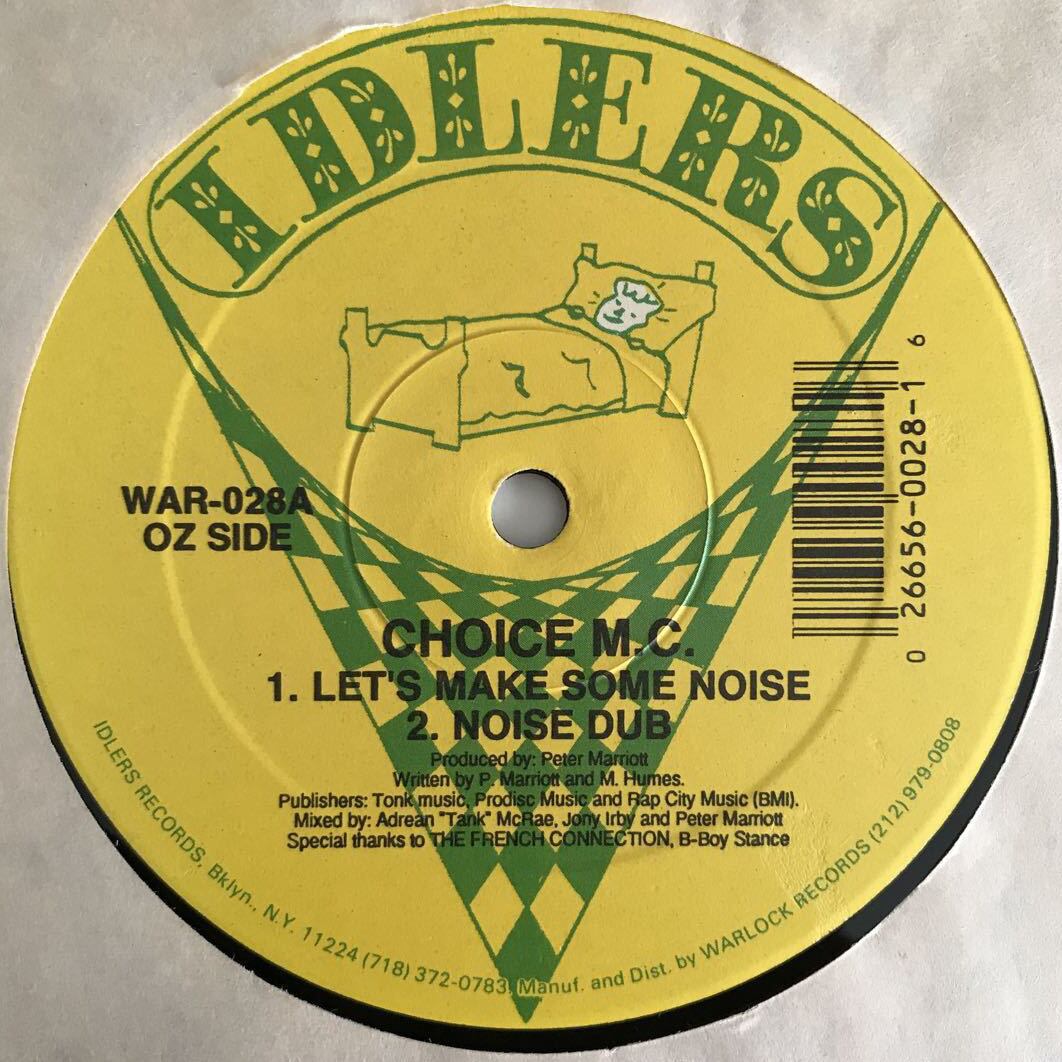 IDLERS
WAR-028A
OZ SIDE
0 26656-0028-1 6
CHOICE M.C.
1. LET'S MAKE SOME NOISE
2. NOISE DUB
Produced by: Peter Marriott
Written by P. Marriott and M. Humes.
Publishers: Tonk music, Prodisc Music and Rap City Music (BMI).
Mixed by: Adrean "Tank" McRae, Jony Irby and Peter Marriott
Special thanks to THE FRENCH CONNECTION, B-Boy Stance
IDLERS RECORDS, Bklyn., N.Y. 11224 (718) 372-0783, Manuf. and Dist. by WARLOCK RECORDS (212) 979-0808